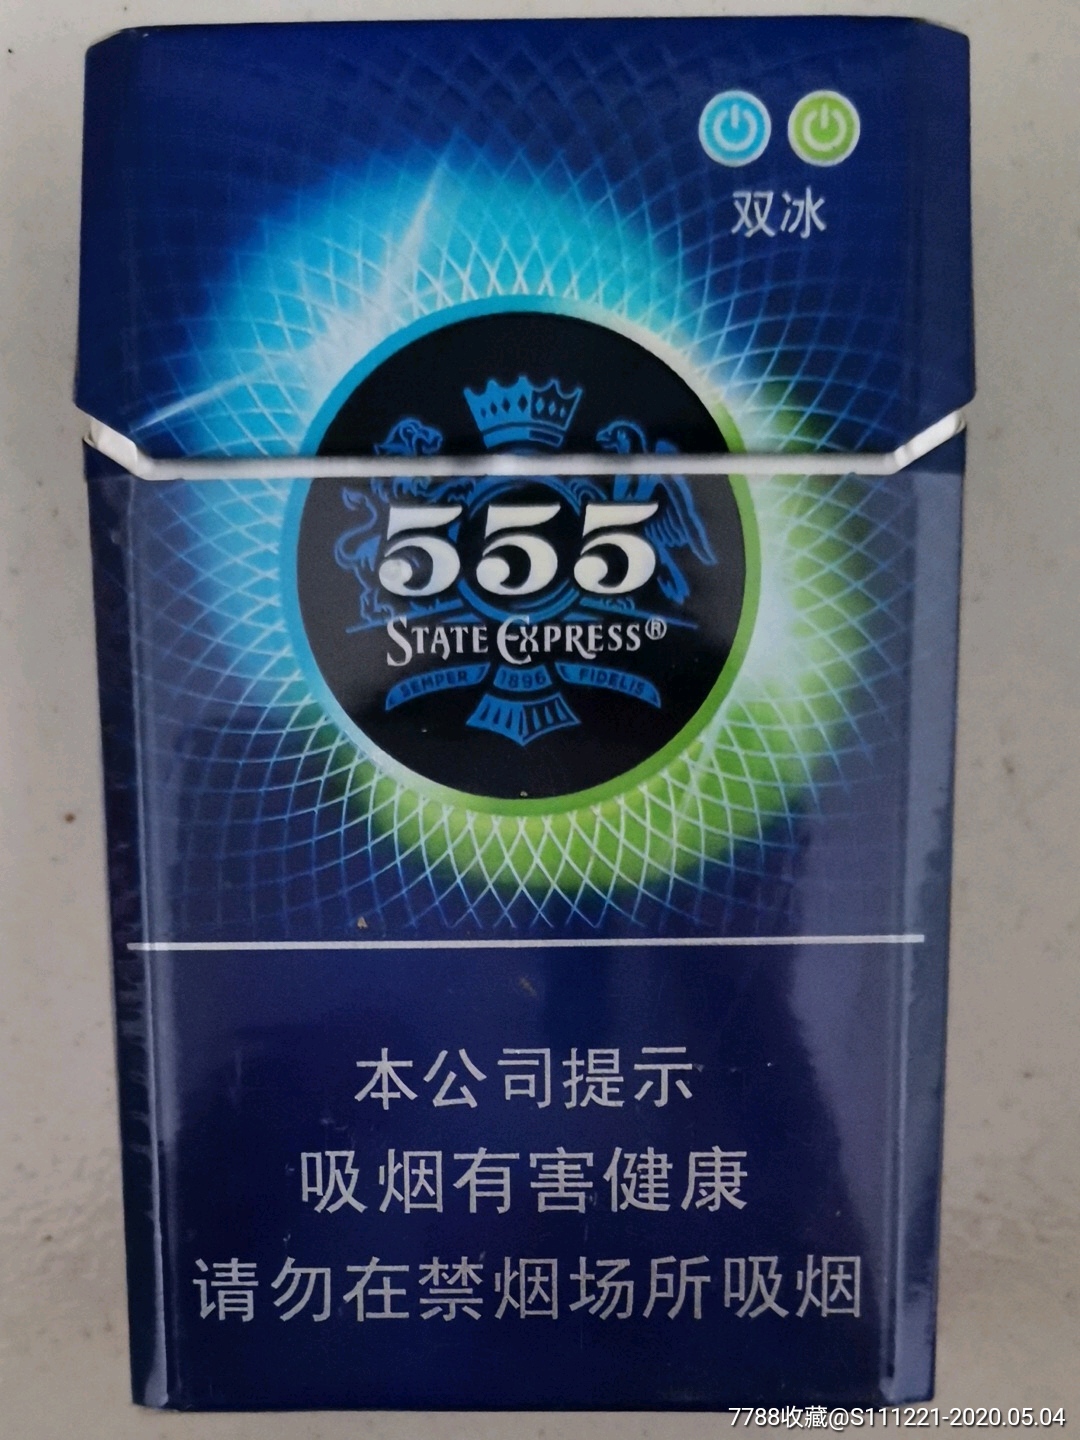 双冰
555
STATE EXPRESS®
SEMPER 1896 FIDELIS
本公司提示
吸烟有害健康
请勿在禁烟场所吸烟
7788收藏@S111221-2020.05.04